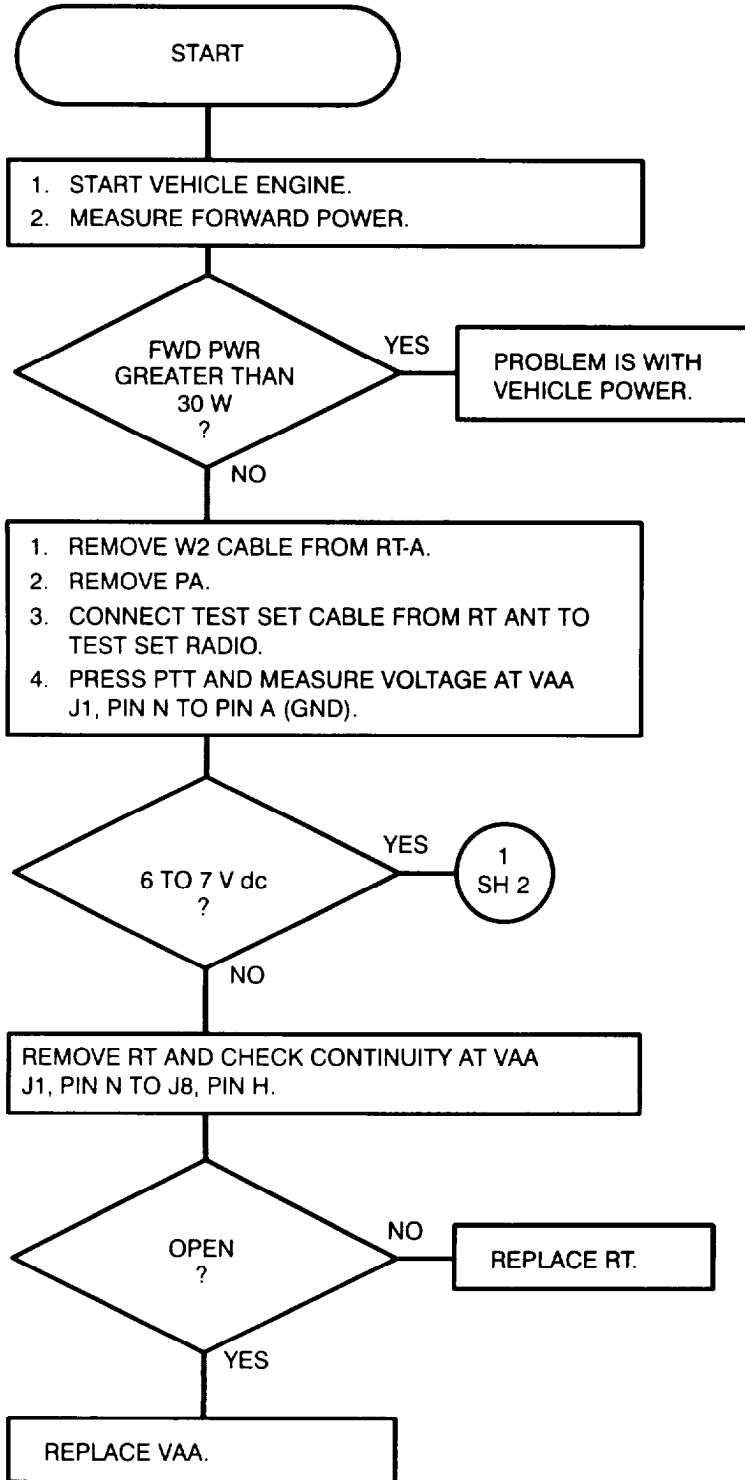 START
1. START VEHICLE ENGINE.
2. MEASURE FORWARD POWER.
FWD PWR
GREATER THAN
30 W
?
YES
PROBLEM IS WITH
VEHICLE POWER.
NO
1. REMOVE W2 CABLE FROM RT-A.
2. REMOVE PA.
3. CONNECT TEST SET CABLE FROM RT ANT TO
TEST SET RADIO.
4. PRESS PTT AND MEASURE VOLTAGE AT VAA
J1, PIN N TO PIN A (GND).
6 TO 7 V dc
?
YES
1
SH 2
NO
REMOVE RT AND CHECK CONTINUITY AT VAA
J1, PIN N TO J8, PIN H.
OPEN
?
NO
REPLACE RT.
YES
REPLACE VAA.